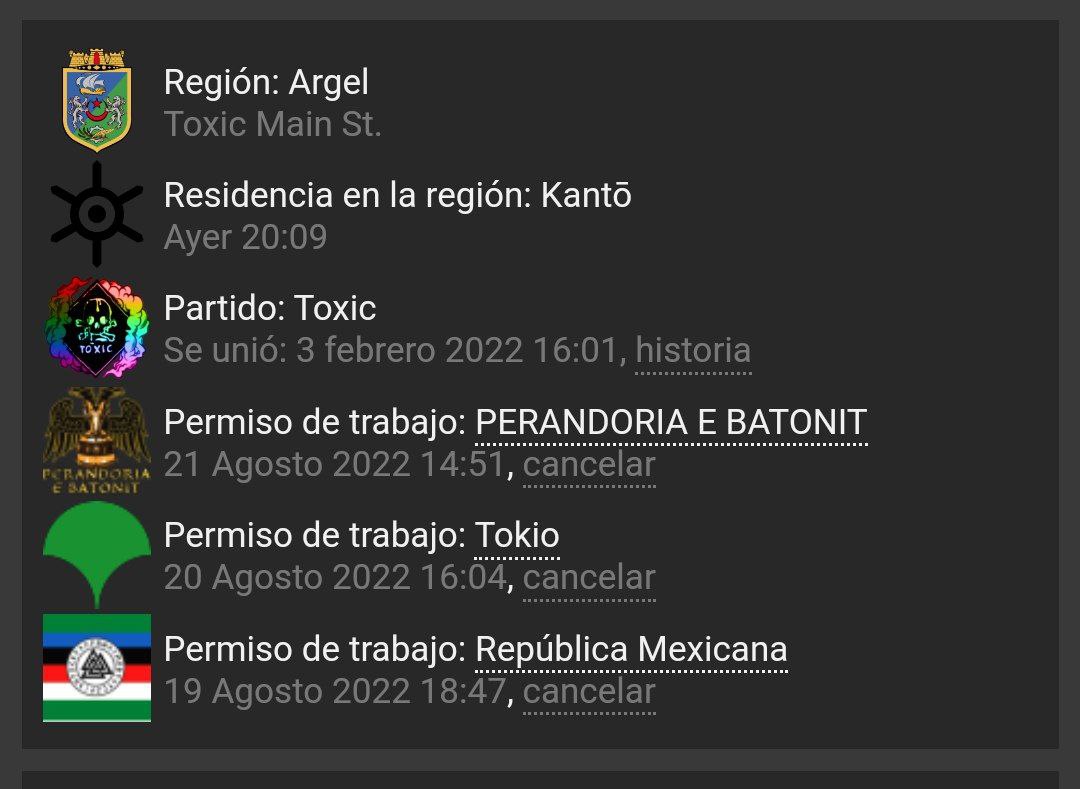 Región: Argel
Toxic Main St.
Residencia en la región: Kantō
Ayer 20:09
Partido: Toxic
Se unió: 3 febrero 2022 16:01, historia
TOXIC
Permiso de trabajo: PERANDORIA E BATONIT
21 Agosto 2022 14:51, cancelar
PERANDORIA
E BATONIT
Permiso de trabajo: Tokio
20 Agosto 2022 16:04, cancelar
Permiso de trabajo: República Mexicana
19 Agosto 2022 18:47, cancelar